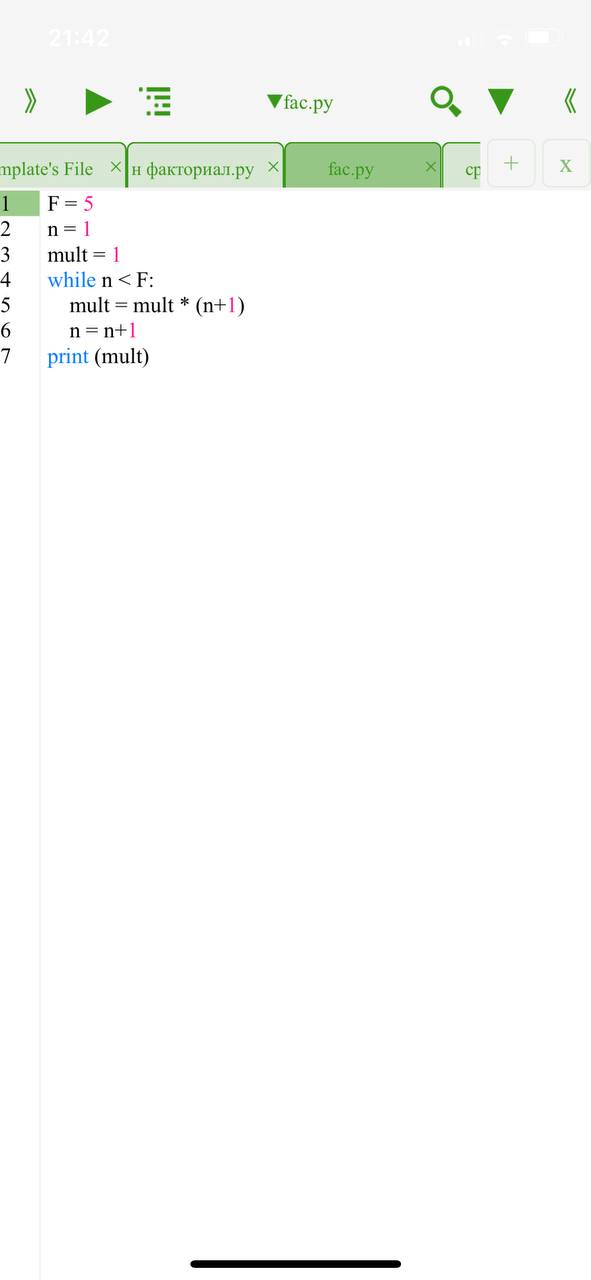 21:42
▼fac.py
mplate's File × н факториал.py × fac.py × ср + x
1 F = 5
2 n = 1
3 mult = 1
4 while n < F:
5     mult = mult * (n+1)
6     n = n+1
7 print (mult)